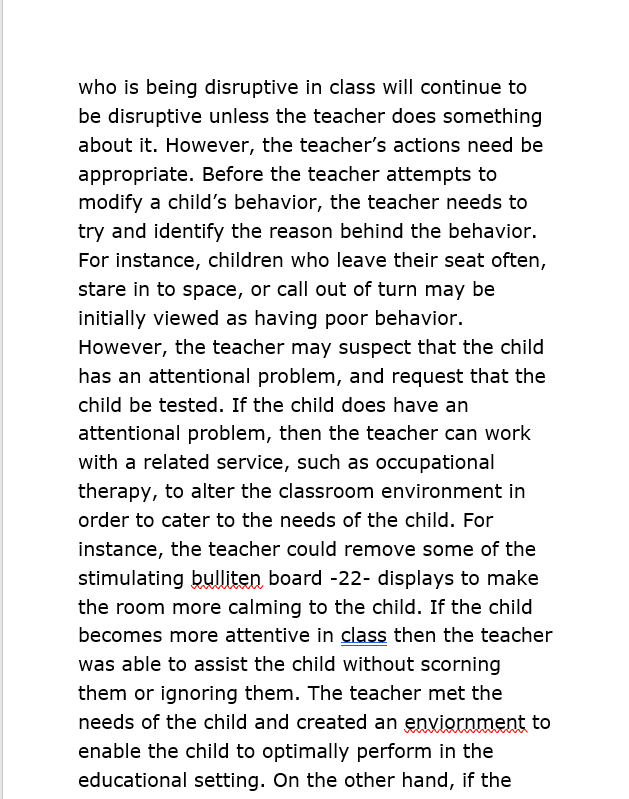 who is being disruptive in class will continue to
be disruptive unless the teacher does something
about it. However, the teacher’s actions need be
appropriate. Before the teacher attempts to
modify a child’s behavior, the teacher needs to
try and identify the reason behind the behavior.
For instance, children who leave their seat often,
stare in to space, or call out of turn may be
initially viewed as having poor behavior.
However, the teacher may suspect that the child
has an attentional problem, and request that the
child be tested. If the child does have an
attentional problem, then the teacher can work
with a related service, such as occupational
therapy, to alter the classroom environment in
order to cater to the needs of the child. For
instance, the teacher could remove some of the
stimulating bulliten board -22- displays to make
the room more calming to the child. If the child
becomes more attentive in class then the teacher
was able to assist the child without scorning
them or ignoring them. The teacher met the
needs of the child and created an enviornment to
enable the child to optimally perform in the
educational setting. On the other hand, if the